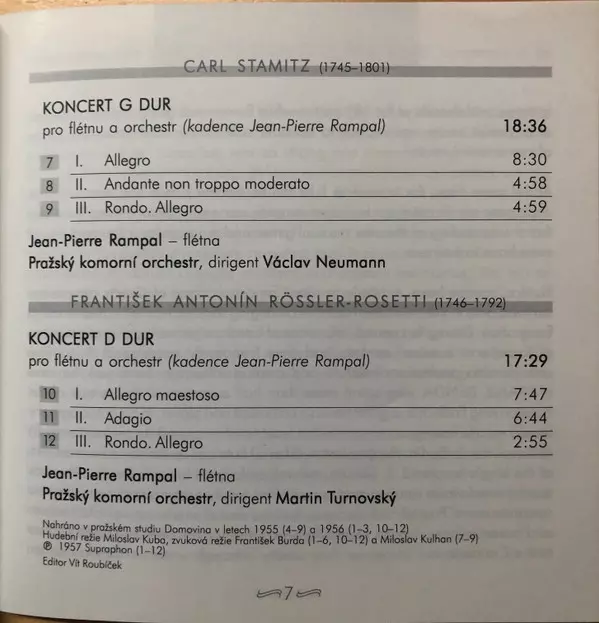 CARL STAMITZ (1745–1801)
KONCERT G DUR
pro flétnu a orchestr (kadence Jean-Pierre Rampal) 18:36
7 I. Allegro 8:30
8 II. Andante non troppo moderato 4:58
9 III. Rondo. Allegro 4:59
Jean-Pierre Rampal – flétna
Pražský komorní orchestr, dirigent Václav Neumann
FRANTIŠEK ANTONÍN RÖSSLER-ROSETTI (1746–1792)
KONCERT D DUR
pro flétnu a orchestr (kadence Jean-Pierre Rampal) 17:29
10 I. Allegro maestoso 7:47
11 II. Adagio 6:44
12 III. Rondo. Allegro 2:55
Jean-Pierre Rampal – flétna
Pražský komorní orchestr, dirigent Martin Turnovský
Nahráno v pražském studiu Domovina v letech 1955 (4–9) a 1956 (1–3, 10–12)
Hudební režie Miloslav Kuba, zvuková režie František Burda (1–6, 10–12) a Miloslav Kulhan (7–9)
℗ 1957 Supraphon (1–12)
Editor Vít Roubíček
7